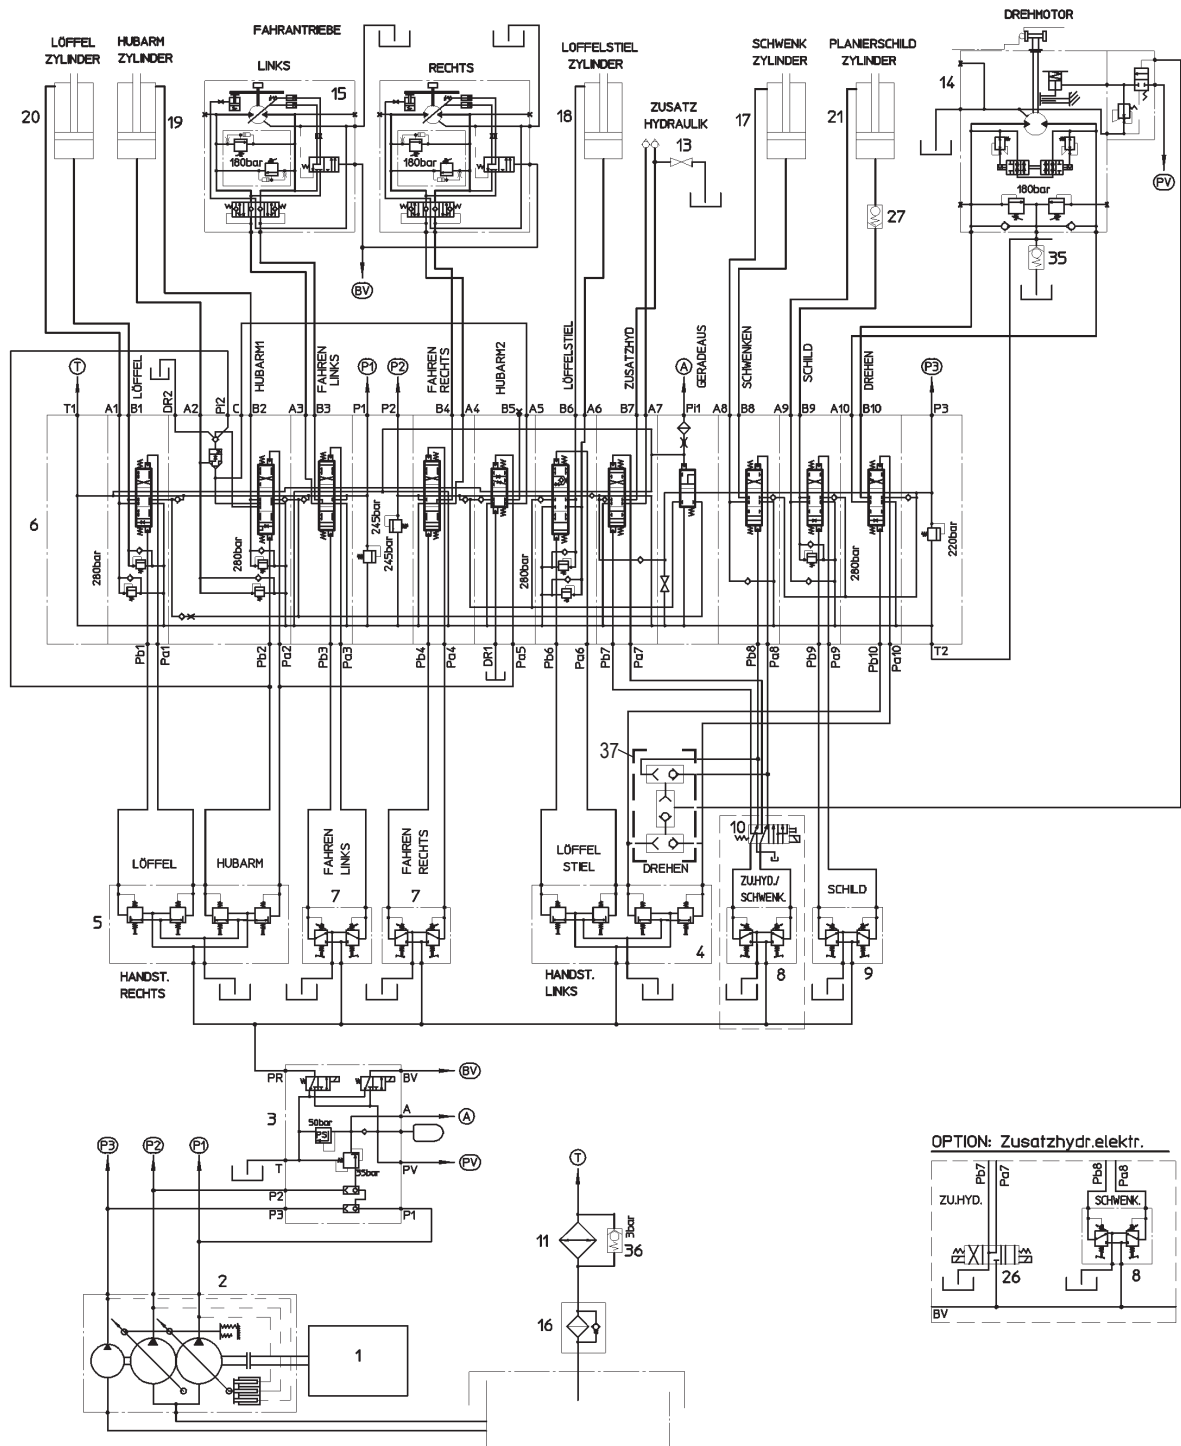 DREHMOTOR
LÖFFEL
ZYLINDER
HUBARM
ZYLINDER
FAHRANTRIEBE
LINKS
RECHTS
LÖFFELSTIEL
ZYLINDER
SCHWENK
ZYLINDER
PLANIERSCHILD
ZYLINDER
20
19
15
18
ZUSATZ
HYDRAULIK
13
17
21
14
180bar
180bar
180bar
27
35
PV
BV
T
LÖFFEL
DR2
Pi2
HUBARM1
FAHREN
LINKS
P1
P2
FAHREN
RECHTS
HUBARM2
LÖFFELSTIEL
ZUSATZHYD
GERADEAUS
A
SCHWENKEN
SCHILD
DREHEN
P3
T1 A1 B1 A2 C B2 A3 B3 P1 P2 B4 A4 B5 A5 B6 A6 B7 A7 Pi1 A8 B8 A9 B9 A10 B10 P3
6
280bar
280bar
245bar
245bar
280bar
280bar
220bar
Pb1 Pa1 Pb2 Pa2 Pb3 Pa3 Pb4 Pa4 DR1 Pa5 Pb6 Pa6 Pb7 Pa7 Pb8 Pa8 Pb9 Pa9 Pb10 Pa10 T2
37
10
LÖFFEL
HUBARM
FAHREN
LINKS
7
FAHREN
RECHTS
7
LÖFFEL
STIEL
DREHEN
ZU.HYD./
SCHWENK.
SCHILD
5
4
8
9
HANDST.
RECHTS
HANDST.
LINKS
PR
BV
BV
3
A
A
50bar
PSI
T
55bar
PV
PV
P2
P3
P1
P3
P2
P1
2
1
T
11
3bar
36
16
OPTION: Zusatzhydr.elektr.
Pb7
Pa7
Pb8
Pa8
ZU.HYD.
SCHWENK.
26
8
BV